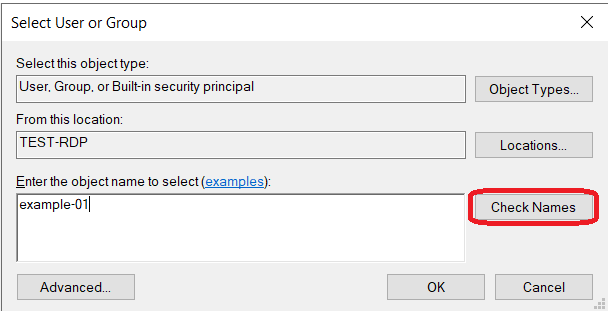 Select User or Group
Select this object type:
User, Group, or Built-in security principal
Object Types...
From this location:
TEST-RDP
Locations...
Enter the object name to select (examples):
example-01
Check Names
Advanced...
OK
Cancel